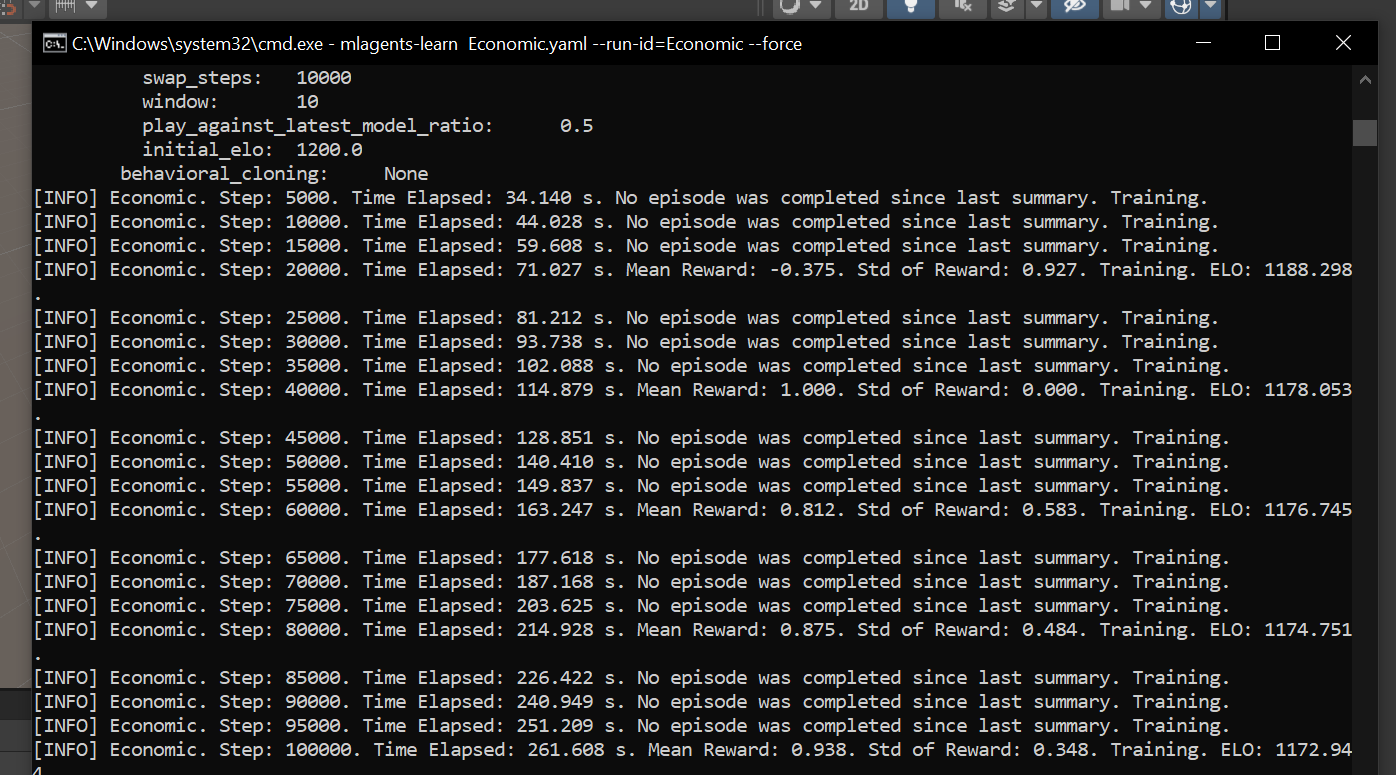 2D
C:\Windows\system32\cmd.exe - mlagents-learn  Economic.yaml --run-id=Economic --force
swap_steps:   10000
window:       10
play_against_latest_model_ratio:      0.5
initial_elo:  1200.0
behavioral_cloning:     None
[INFO] Economic. Step: 5000. Time Elapsed: 34.140 s. No episode was completed since last summary. Training.
[INFO] Economic. Step: 10000. Time Elapsed: 44.028 s. No episode was completed since last summary. Training.
[INFO] Economic. Step: 15000. Time Elapsed: 59.608 s. No episode was completed since last summary. Training.
[INFO] Economic. Step: 20000. Time Elapsed: 71.027 s. Mean Reward: -0.375. Std of Reward: 0.927. Training. ELO: 1188.298
.
[INFO] Economic. Step: 25000. Time Elapsed: 81.212 s. No episode was completed since last summary. Training.
[INFO] Economic. Step: 30000. Time Elapsed: 93.738 s. No episode was completed since last summary. Training.
[INFO] Economic. Step: 35000. Time Elapsed: 102.088 s. No episode was completed since last summary. Training.
[INFO] Economic. Step: 40000. Time Elapsed: 114.879 s. Mean Reward: 1.000. Std of Reward: 0.000. Training. ELO: 1178.053
.
[INFO] Economic. Step: 45000. Time Elapsed: 128.851 s. No episode was completed since last summary. Training.
[INFO] Economic. Step: 50000. Time Elapsed: 140.410 s. No episode was completed since last summary. Training.
[INFO] Economic. Step: 55000. Time Elapsed: 149.837 s. No episode was completed since last summary. Training.
[INFO] Economic. Step: 60000. Time Elapsed: 163.247 s. Mean Reward: 0.812. Std of Reward: 0.583. Training. ELO: 1176.745
.
[INFO] Economic. Step: 65000. Time Elapsed: 177.618 s. No episode was completed since last summary. Training.
[INFO] Economic. Step: 70000. Time Elapsed: 187.168 s. No episode was completed since last summary. Training.
[INFO] Economic. Step: 75000. Time Elapsed: 203.625 s. No episode was completed since last summary. Training.
[INFO] Economic. Step: 80000. Time Elapsed: 214.928 s. Mean Reward: 0.875. Std of Reward: 0.484. Training. ELO: 1174.751
.
[INFO] Economic. Step: 85000. Time Elapsed: 226.422 s. No episode was completed since last summary. Training.
[INFO] Economic. Step: 90000. Time Elapsed: 240.949 s. No episode was completed since last summary. Training.
[INFO] Economic. Step: 95000. Time Elapsed: 251.209 s. No episode was completed since last summary. Training.
[INFO] Economic. Step: 100000. Time Elapsed: 261.608 s. Mean Reward: 0.938. Std of Reward: 0.348. Training. ELO: 1172.94